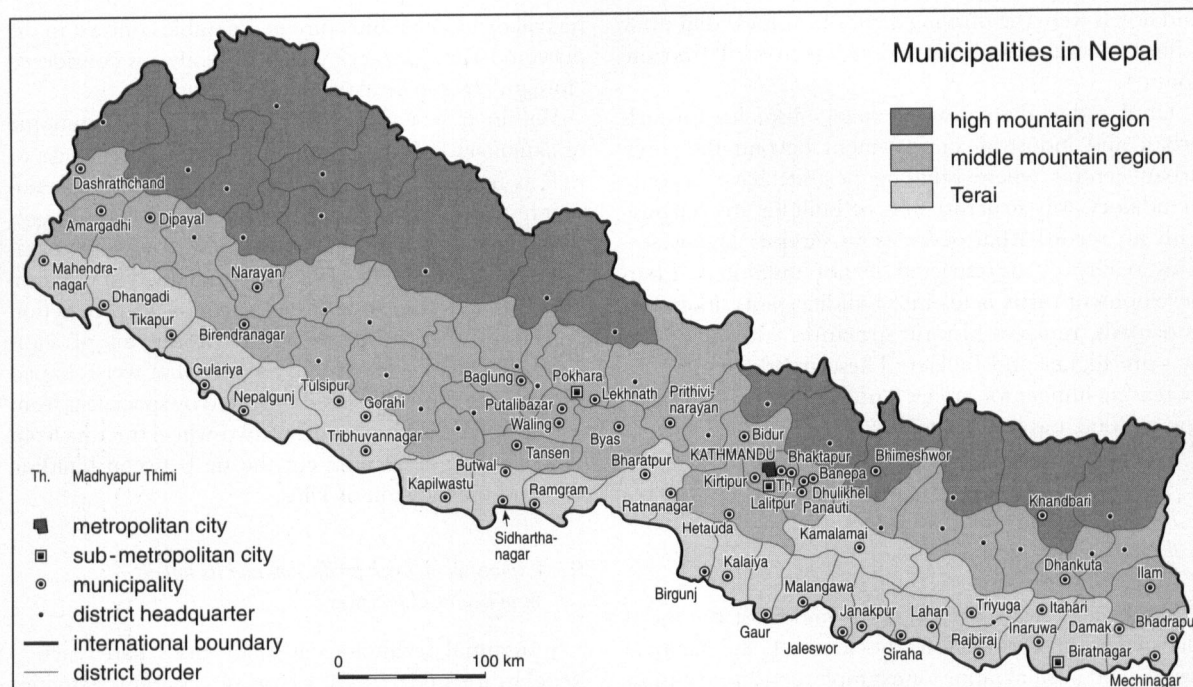 Municipalities in Nepal
high mountain region
middle mountain region
Terai
Dashrathchand
Amargadhi
Dipayal
Mahendra-
nagar
Dhangadi
Tikapur
Narayan
Birendranagar
Gulariya
Nepalgunj
Tulsipur
Gorahi
Tribhuvannagar
Baglung
Pokhara
Lekhnath
Putalibazar
Waling
Byas
Prithivi-
narayan
Tansen
Butwal
Kapilwastu
Ramgram
Sidhartha-
nagar
Bharatpur
Ratnanagar
Bidur
KATHMANDU
Bhaktapur
Banepa
Bhimeshwor
Kirtipur
Th.
Lalitpur
Dhulikhel
Panauti
Hetauda
Kamalamai
Khandbari
Kalaiya
Birgunj
Malangawa
Gaur
Janakpur
Jaleswor
Lahan
Siraha
Triyuga
Rajbiraj
Dhankuta
Ilam
Itahari
Inaruwa
Damak
Bhadrapu
Biratnagar
Mechinagar
Th. Madhyapur Thimi
metropolitan city
sub-metropolitan city
municipality
district headquarter
international boundary
district border
0 100 km